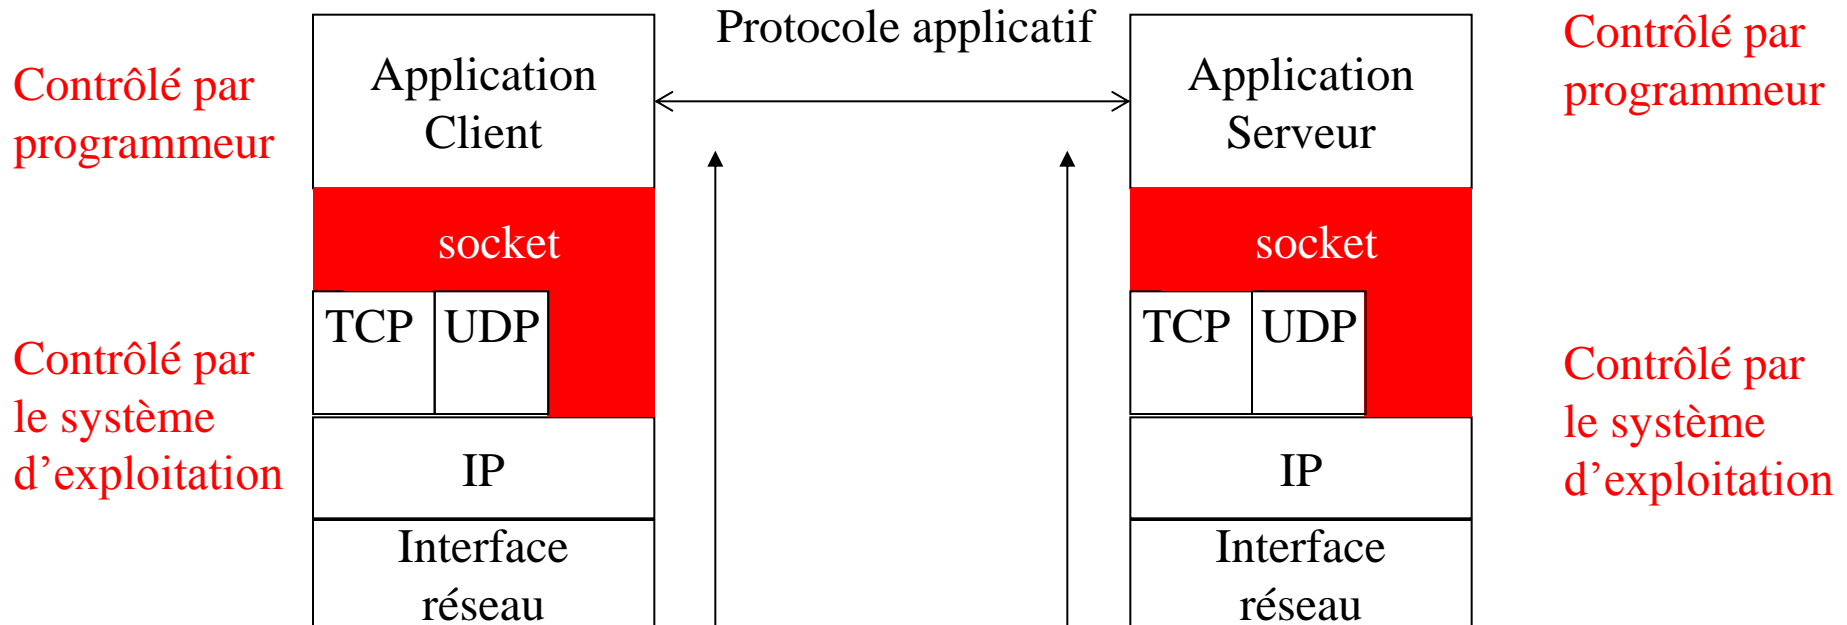 Protocole applicatif
Contrôlé par
programmeur
Application
Client
socket
TCP
UDP
IP
Interface
réseau
Contrôlé par
le système
d’exploitation
Application
Serveur
socket
TCP
UDP
IP
Interface
réseau
Contrôlé par
programmeur
Contrôlé par
le système
d’exploitation